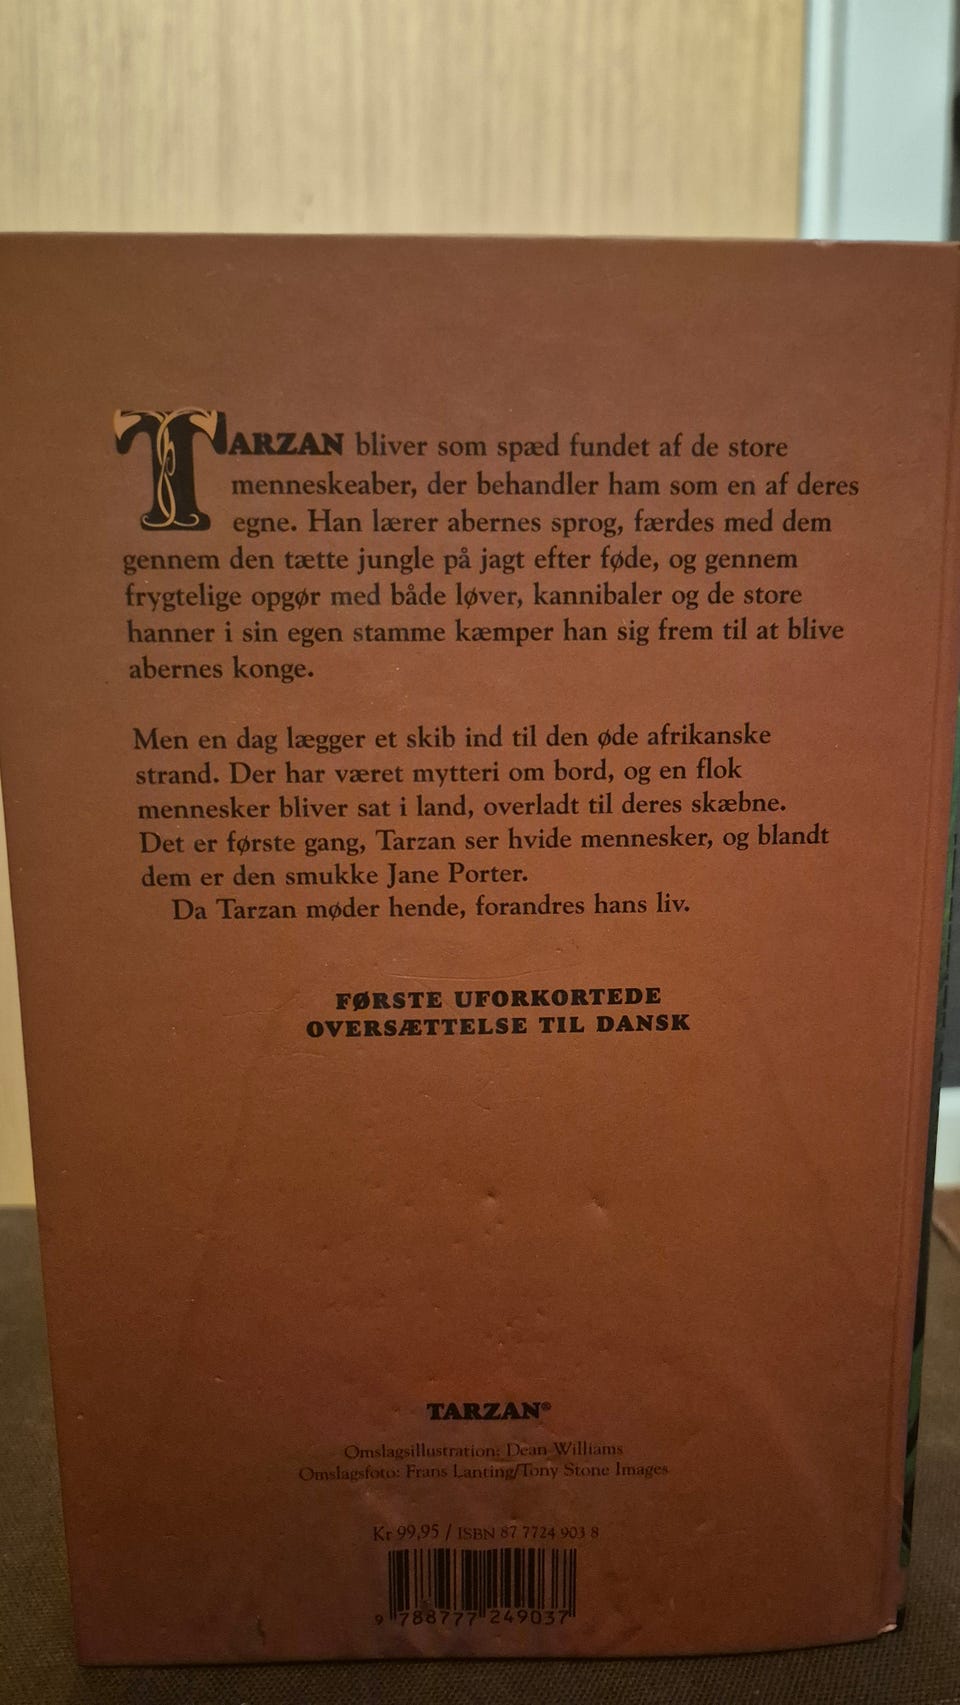 TARZAN bliver som spæd fundet af de store
menneskeaber, der behandler ham som en af deres
egne. Han lærer abernes sprog, færdes med dem
gennem den tætte jungle på jagt efter føde, og gennem
frygtelige opgør med både løver, kannibaler og de store
hanner i sin egen stamme kæmper han sig frem til at blive
abernes konge.
Men en dag lægger et skib ind til den øde afrikanske
strand. Der har været mytteri om bord, og en flok
mennesker bliver sat i land, overladt til deres skæbne.
Det er første gang, Tarzan ser hvide mennesker, og blandt
dem er den smukke Jane Porter.
Da Tarzan møder hende, forandres hans liv.
FØRSTE UFORKORTEDE
OVERSÆTTELSE TIL DANSK
TARZAN®
Omslagsillustration: Dean Williams
Omslagsfoto: Frans Lanting/Tony Stone Images
Kr 99,95 / ISBN 87 7724 903 8
9 788777 249037